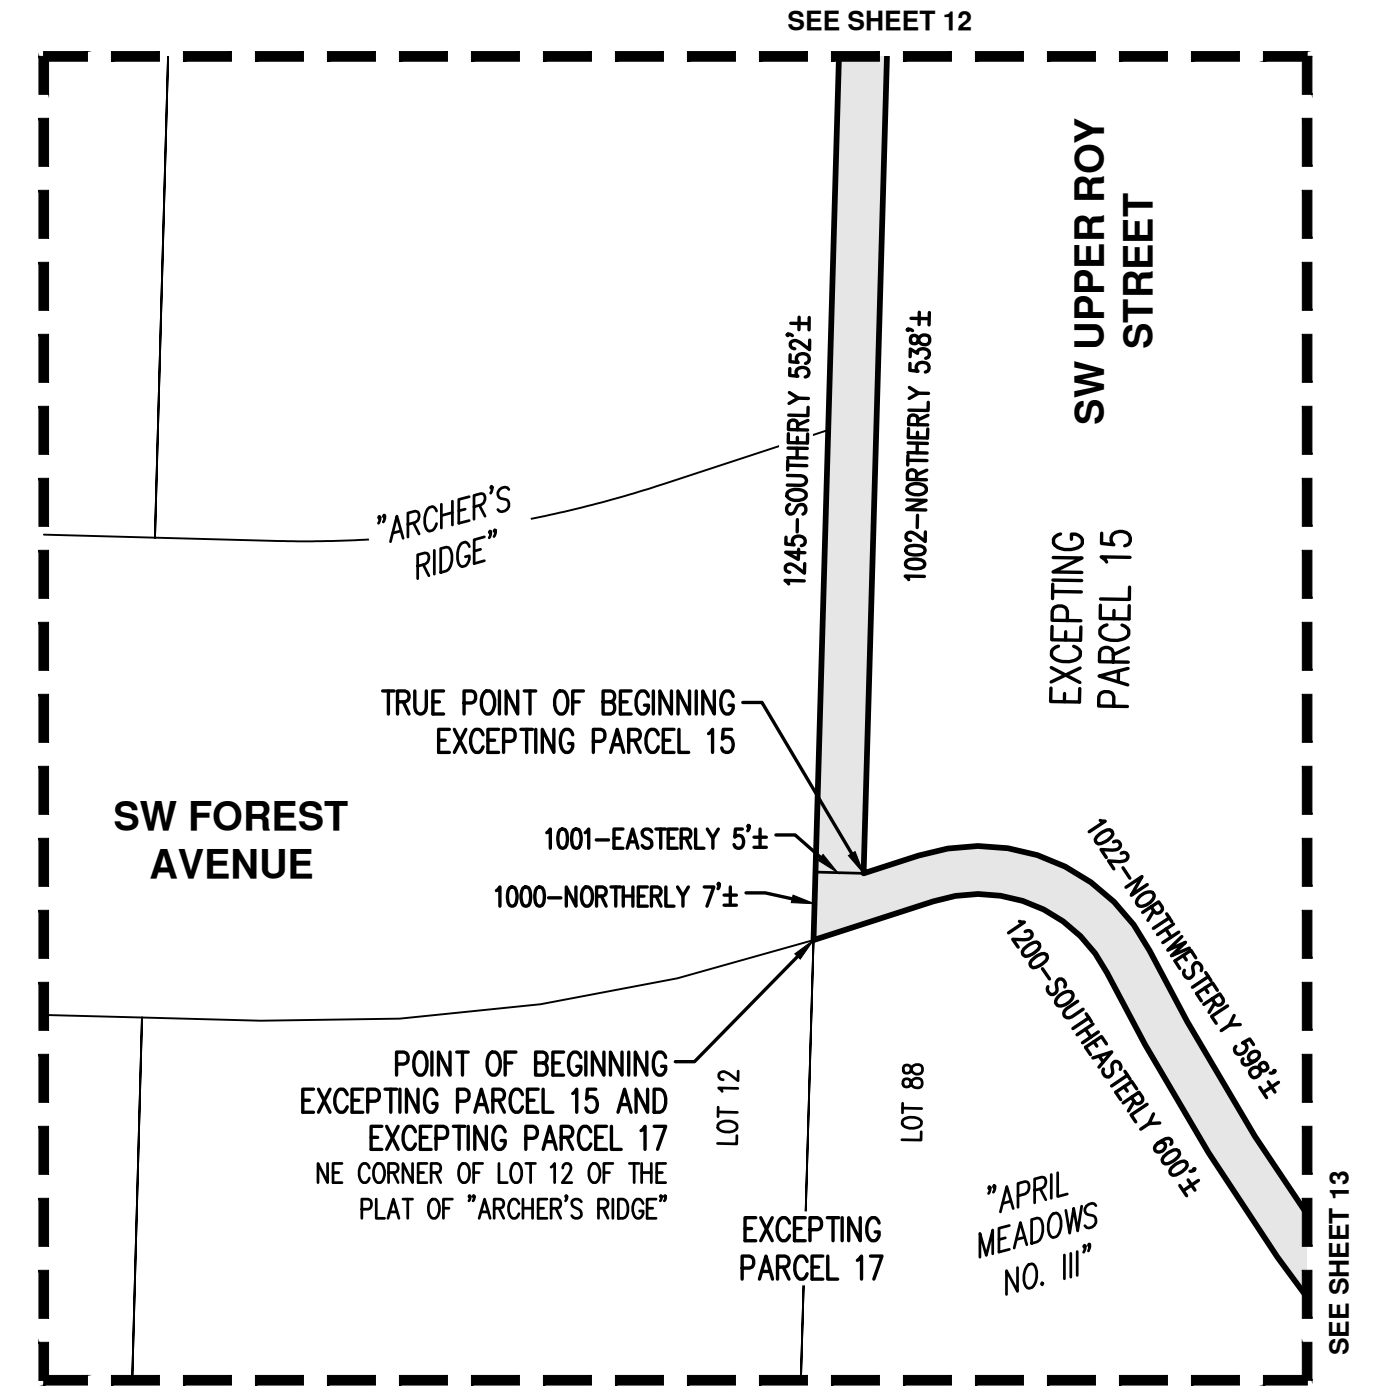 SEE SHEET 12
SW UPPER ROY
STREET
1245-SOUTHERLY 552'±
1002-NORTHERLY 538'±
"ARCHER'S
RIDGE"
EXCEPTING
PARCEL 15
TRUE POINT OF BEGINNING
EXCEPTING PARCEL 15
SW FOREST
AVENUE
1001-EASTERLY 5'±
1000-NORTHERLY 7'±
1022-NORTHWESTERLY 598'±
1200-SOUTHEASTERLY 600'±
POINT OF BEGINNING
EXCEPTING PARCEL 15 AND
EXCEPTING PARCEL 17
NE CORNER OF LOT 12 OF THE
PLAT OF "ARCHER'S RIDGE"
LOT 12
LOT 88
EXCEPTING
PARCEL 17
"APRIL
MEADOWS
NO. III"
SEE SHEET 13